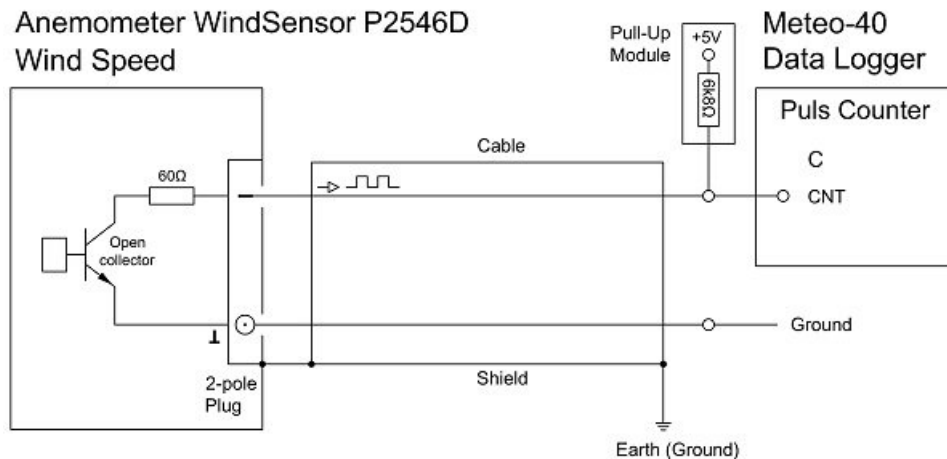 Anemometer WindSensor P2546D
Wind Speed
Pull-Up
Module
+5V
6k8Ω
Meteo-40
Data Logger
Puls Counter
C
CNT
Cable
60Ω
Open
collector
Ground
2-pole
Plug
Shield
Earth (Ground)